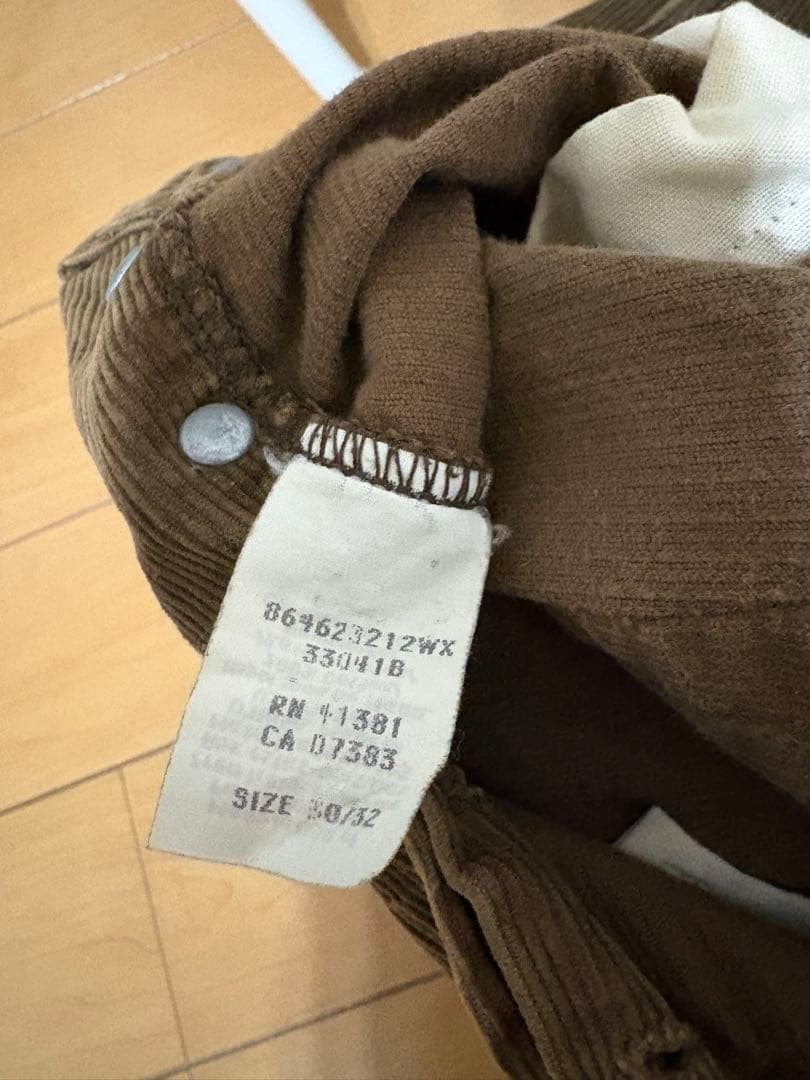 864623212WX
33041B
RN 41381
CA 07383
SIZE 30/32